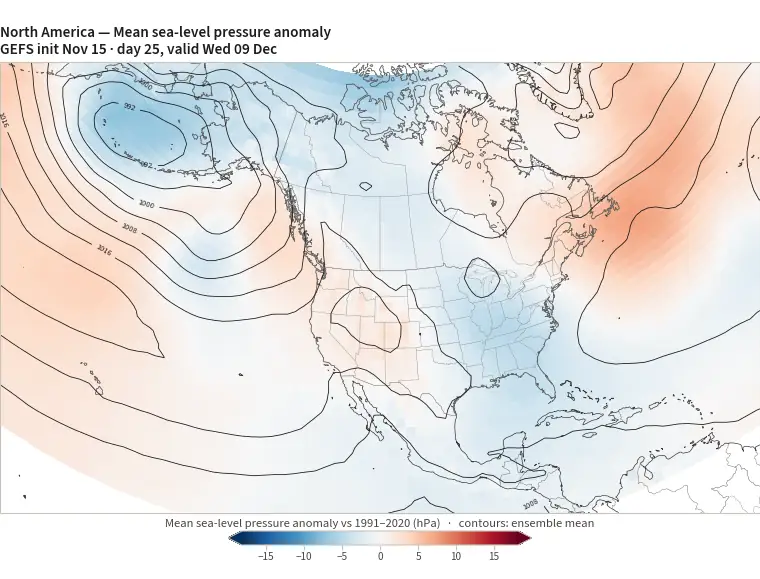 North America — Mean sea-level pressure anomaly
GEFS init Nov 15 · day 25, valid Wed 09 Dec
1000
992
992
1016
1000
1008
1016
1008
Mean sea-level pressure anomaly vs 1991–2020 (hPa) · contours: ensemble mean
−15 −10 −5 0 5 10 15